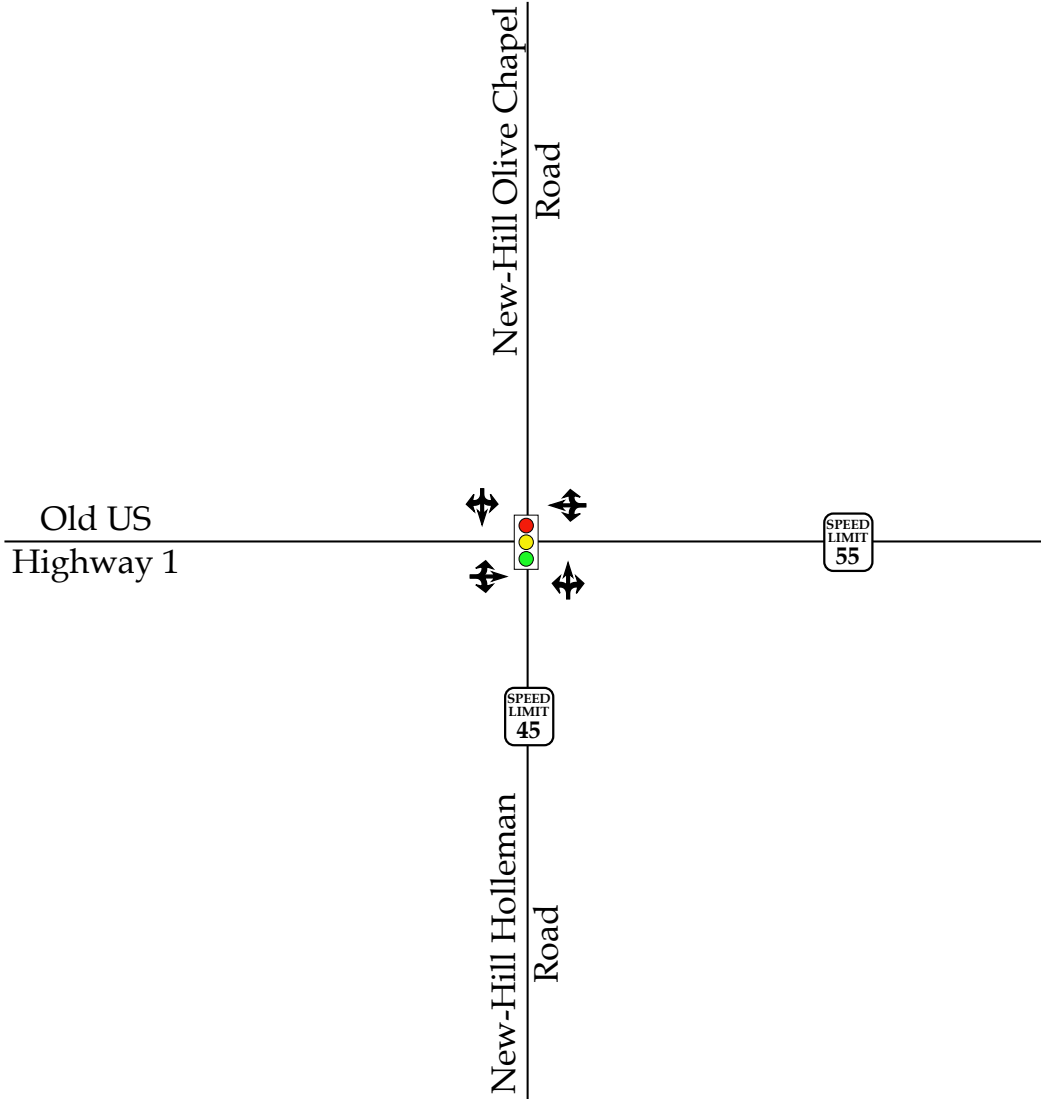 New-Hill Olive Chapel
Road
Old US
Highway 1
SPEED
LIMIT
55
SPEED
LIMIT
45
New-Hill Holleman
Road